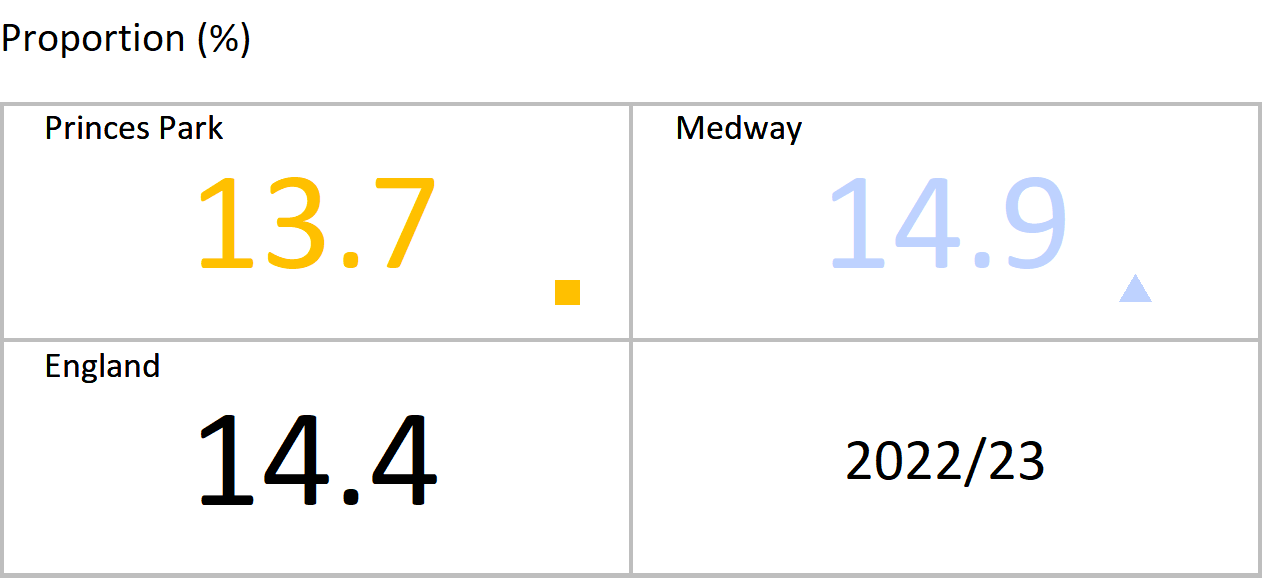 Proportion (%)
Princes Park
13.7
Medway
14.9
England
14.4
2022/23